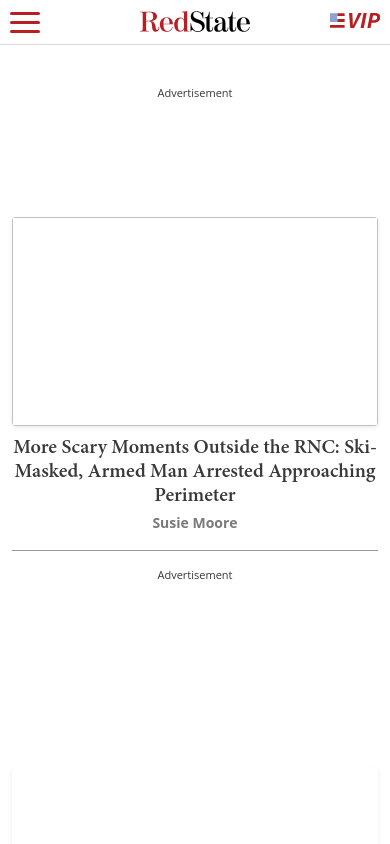 RedState
VIP
Advertisement
More Scary Moments Outside the RNC: Ski-
Masked, Armed Man Arrested Approaching
Perimeter
Susie Moore
Advertisement